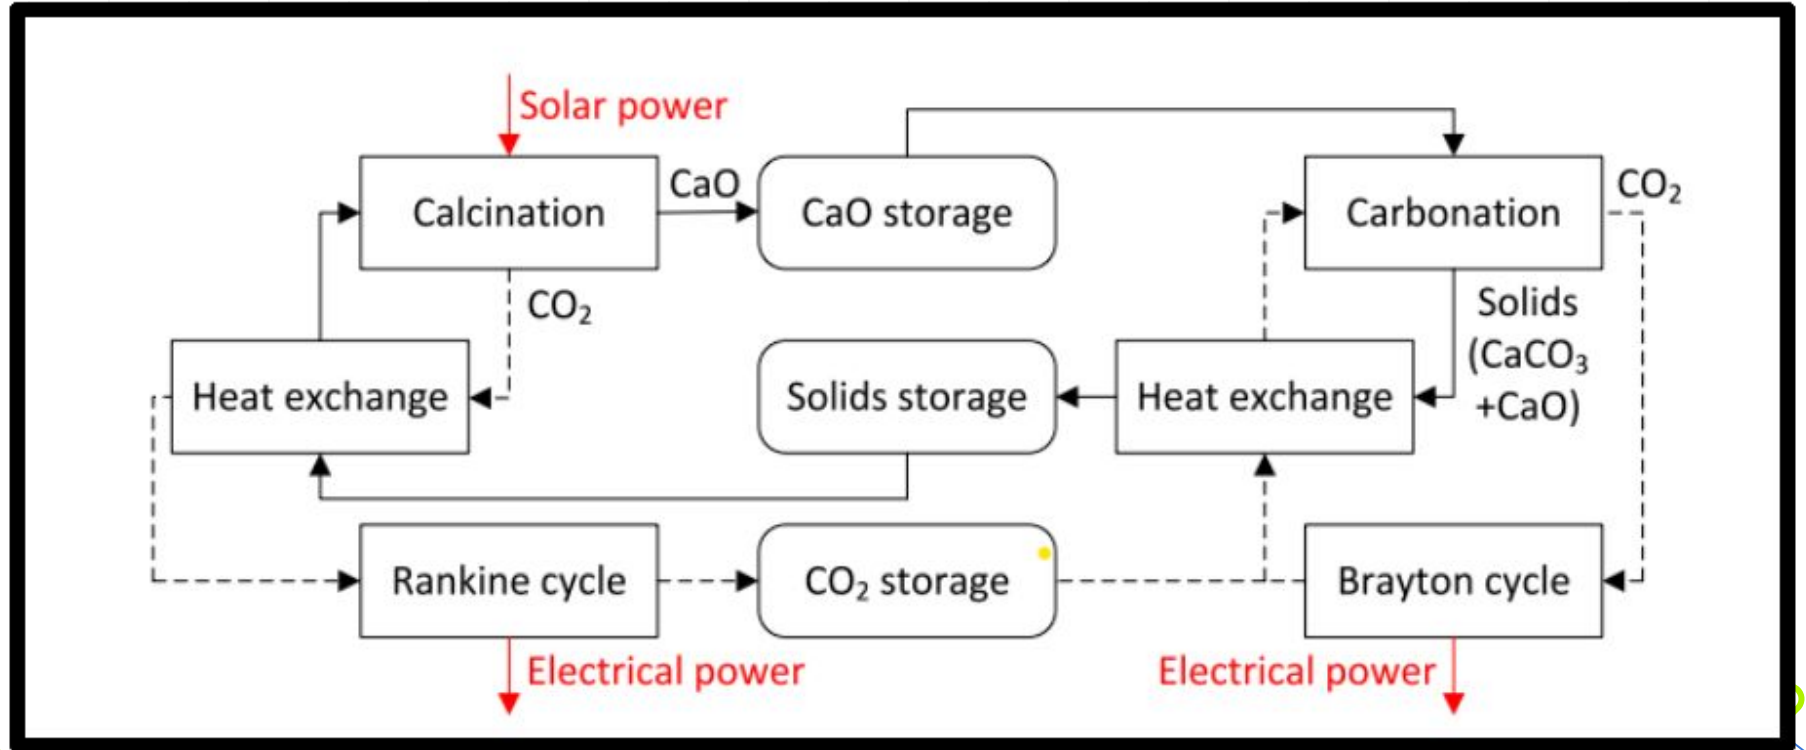 Solar power
Calcination
CaO
CaO storage
Carbonation
CO₂
CO₂
Solids
(CaCO₃
+CaO)
Heat exchange
Solids storage
Heat exchange
Rankine cycle
CO₂ storage
Brayton cycle
Electrical power
Electrical power